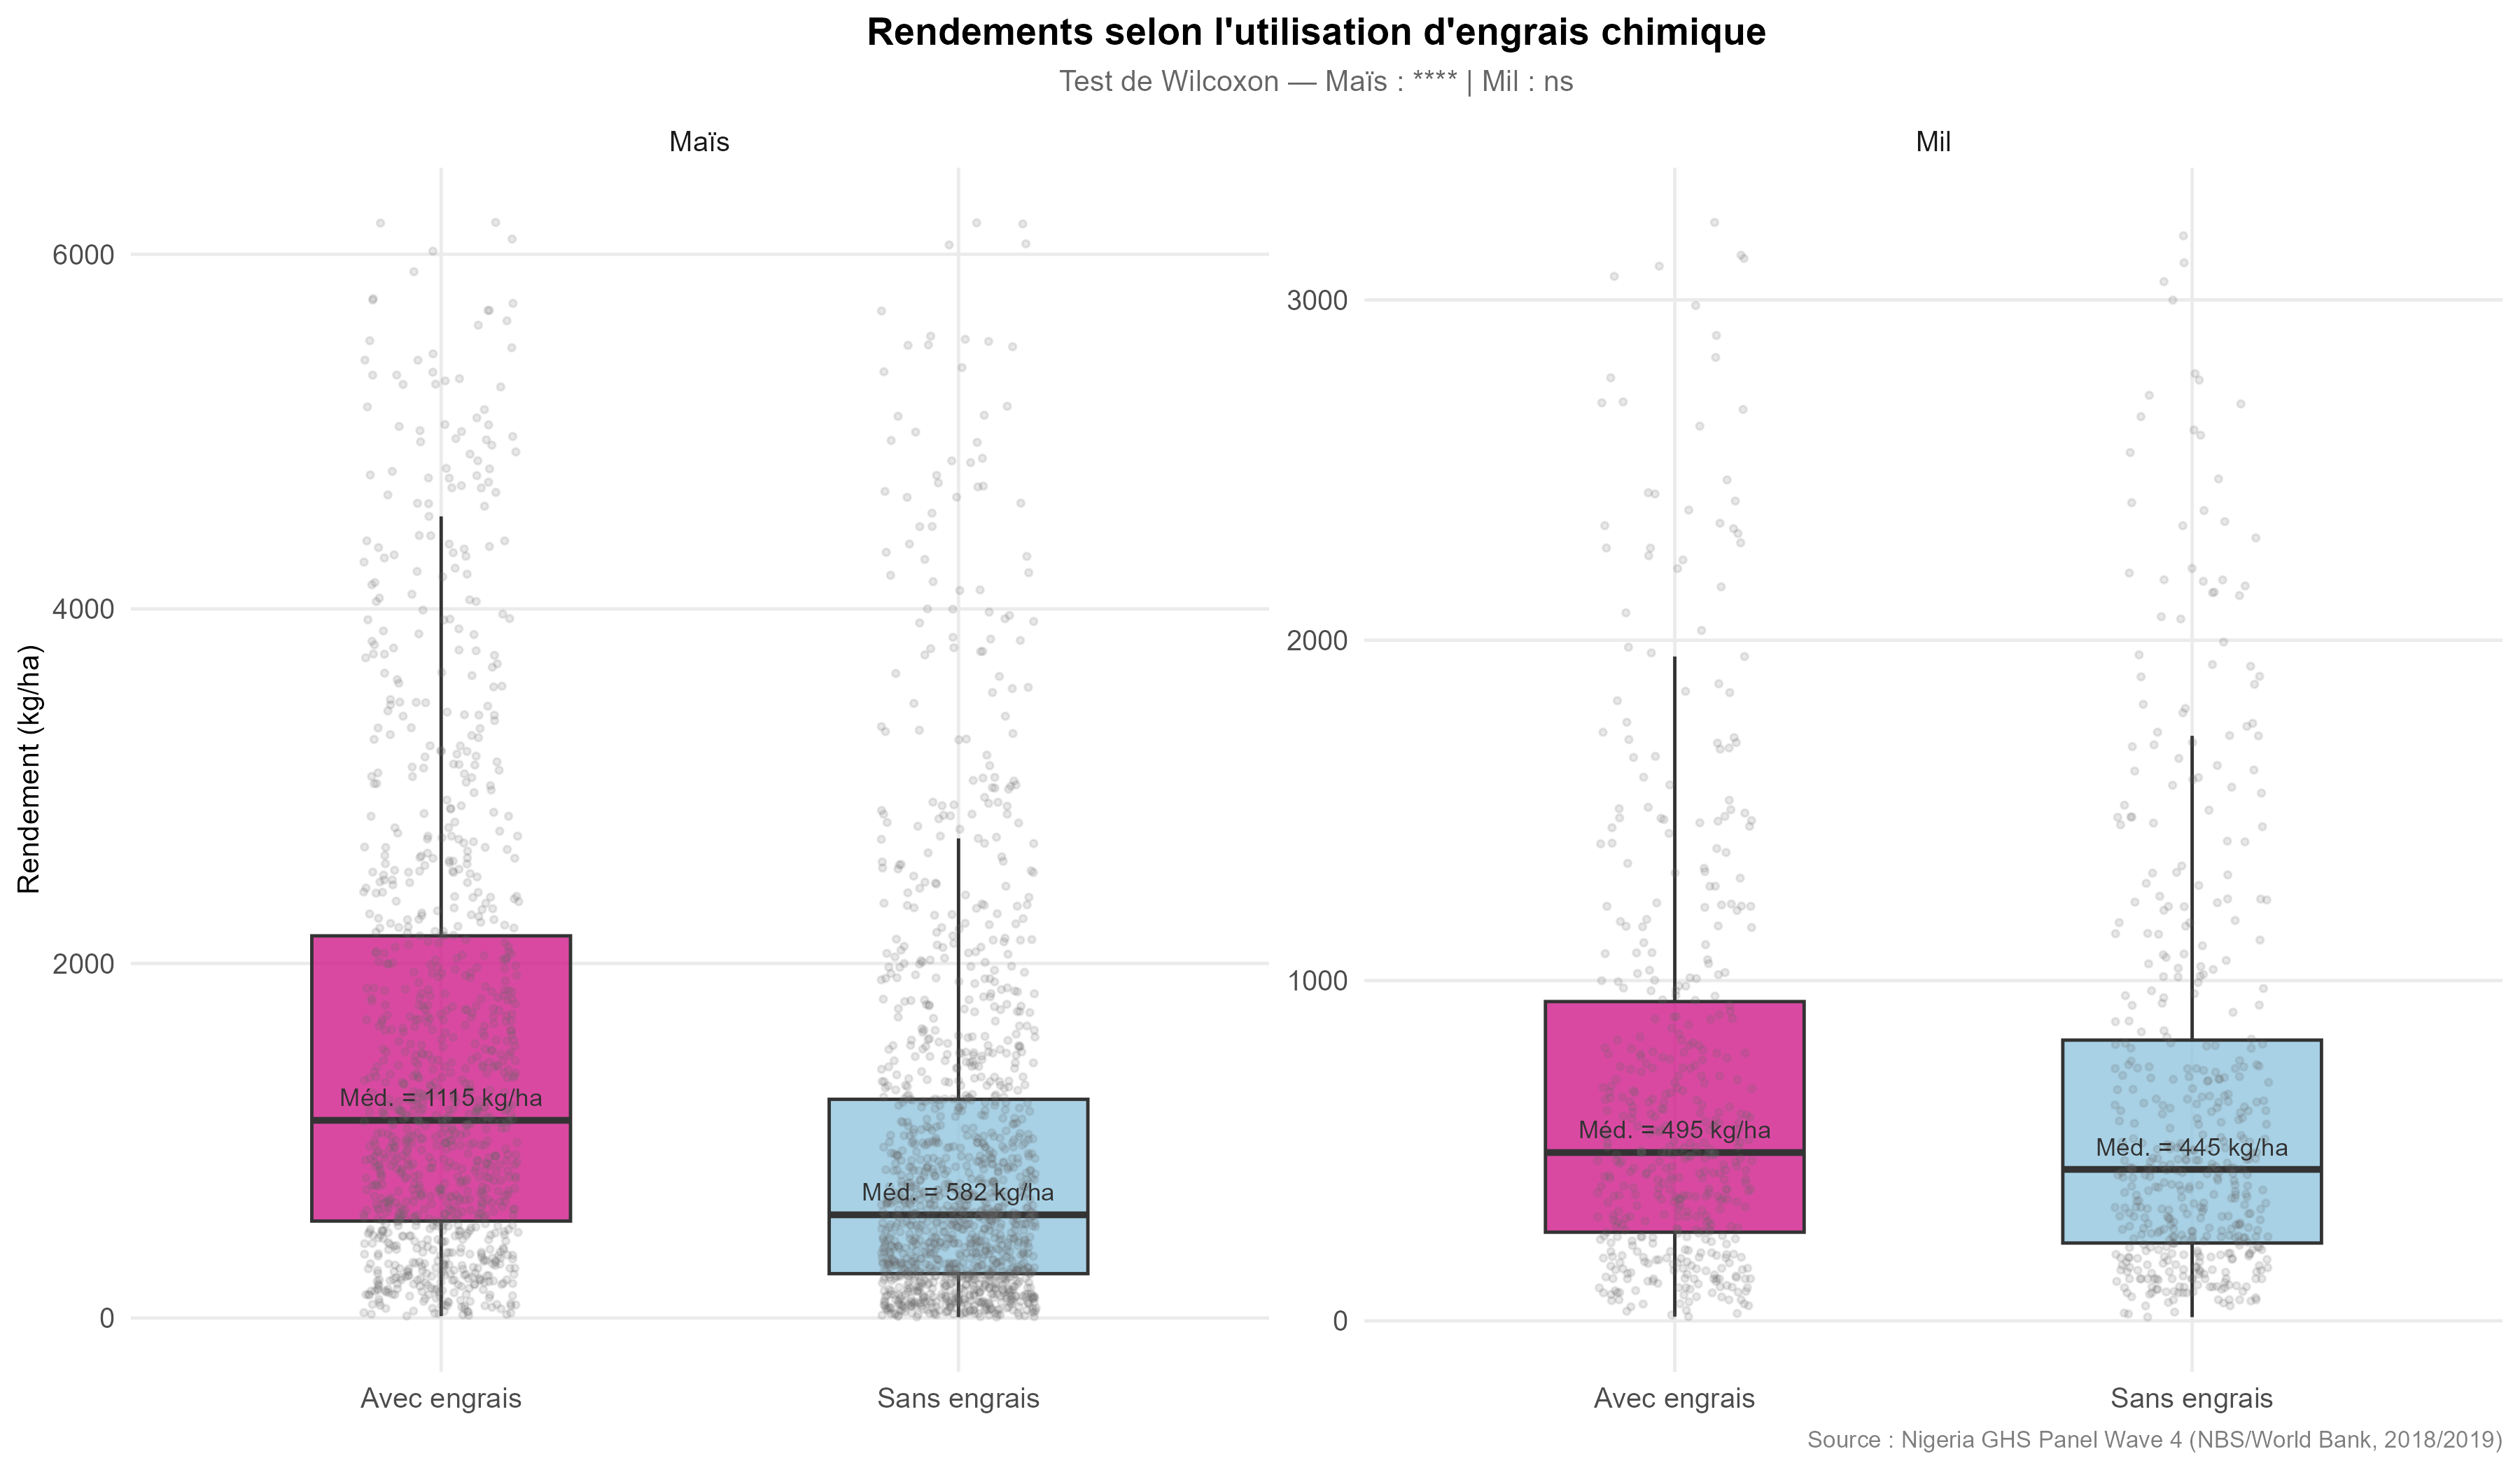 Rendements selon l'utilisation d'engrais chimique
Test de Wilcoxon — Maïs : **** | Mil : ns
Maïs
Mil
Rendement (kg/ha)
6000
4000
2000
0
3000
2000
1000
0
Méd. = 1115 kg/ha
Méd. = 582 kg/ha
Méd. = 495 kg/ha
Méd. = 445 kg/ha
Avec engrais
Sans engrais
Avec engrais
Sans engrais
Source : Nigeria GHS Panel Wave 4 (NBS/World Bank, 2018/2019)